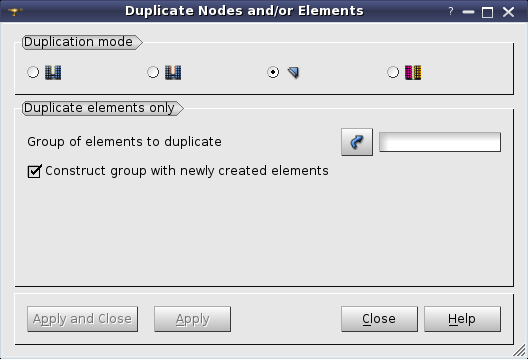 Duplicate Nodes and/or Elements
?
Duplication mode
Duplicate elements only
Group of elements to duplicate
Construct group with newly created elements
Apply and Close
Apply
Close
Help